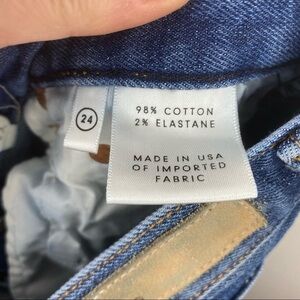 24
98% COTTON
2% ELASTANE
MADE IN USA
OF IMPORTED
FABRIC